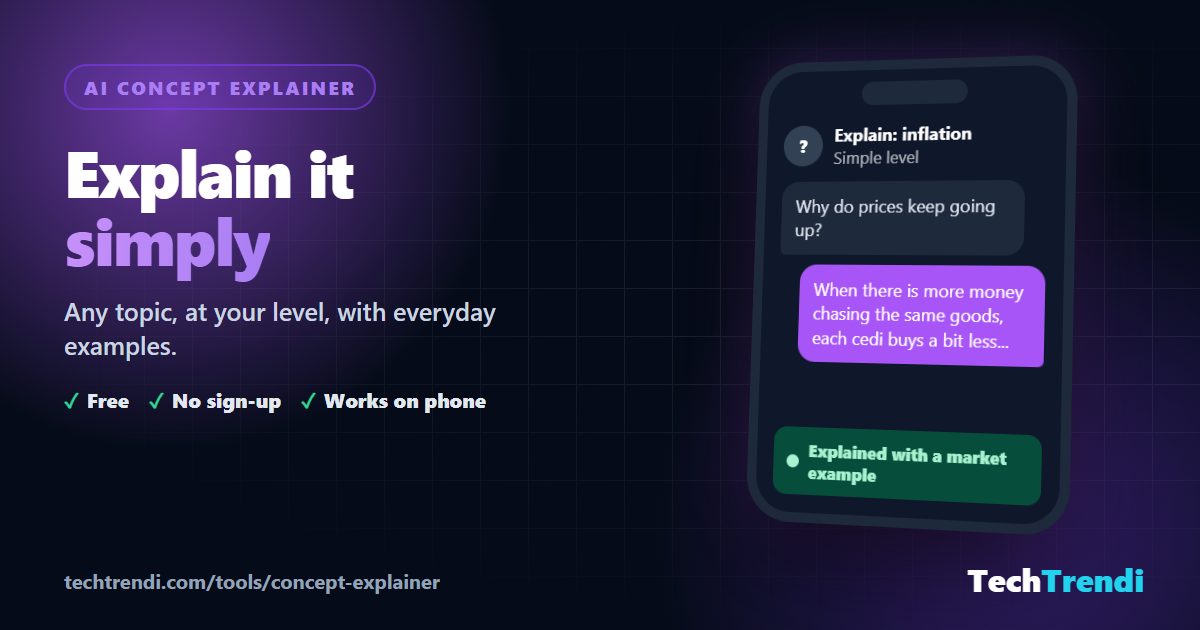 AI CONCEPT EXPLAINER
Explain it
simply
Any topic, at your level, with everyday
examples.
✓ Free ✓ No sign-up ✓ Works on phone
techtrendi.com/tools/concept-explainer
?
Explain: inflation
Simple level
Why do prices keep going
up?
When there is more money
chasing the same goods,
each cedi buys a bit less...
Explained with a market
example
TechTrendi